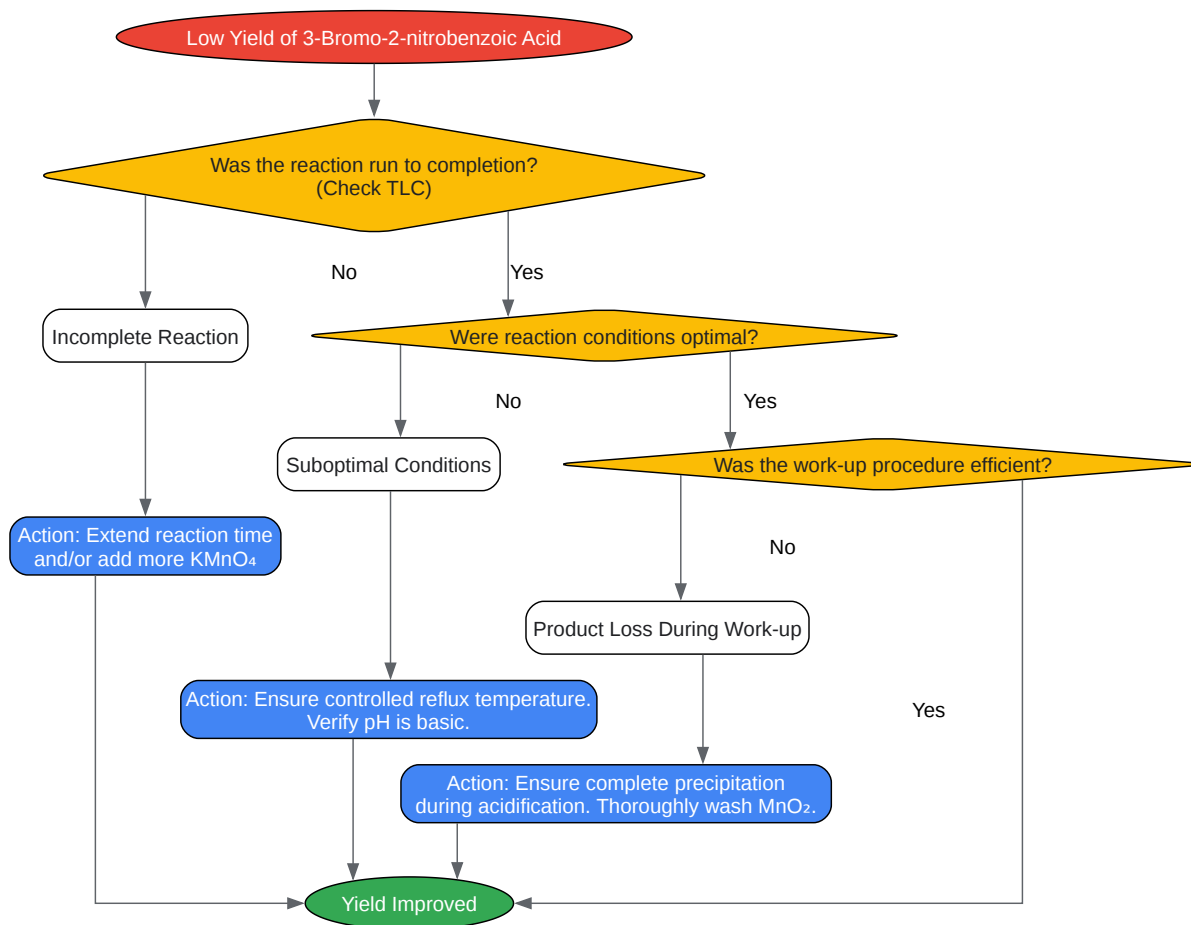 Low Yield of 3-Bromo-2-nitrobenzoic Acid
Was the reaction run to completion?
(Check TLC)
No
Yes
Incomplete Reaction
Were reaction conditions optimal?
No
Yes
Suboptimal Conditions
Was the work-up procedure efficient?
Action: Extend reaction time
and/or add more KMnO₄
No
Product Loss During Work-up
Action: Ensure controlled reflux temperature.
Verify pH is basic.
Yes
Action: Ensure complete precipitation
during acidification. Thoroughly wash MnO₂.
Yield Improved